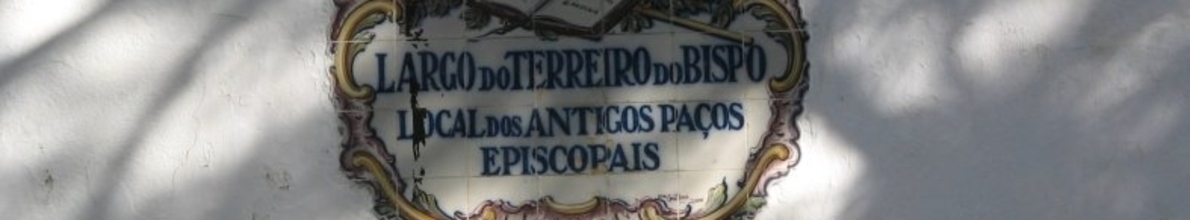 LARGO DO TERREIRO DO BISPO
LOCAL DOS ANTIGOS PAÇOS
EPISCOPAIS